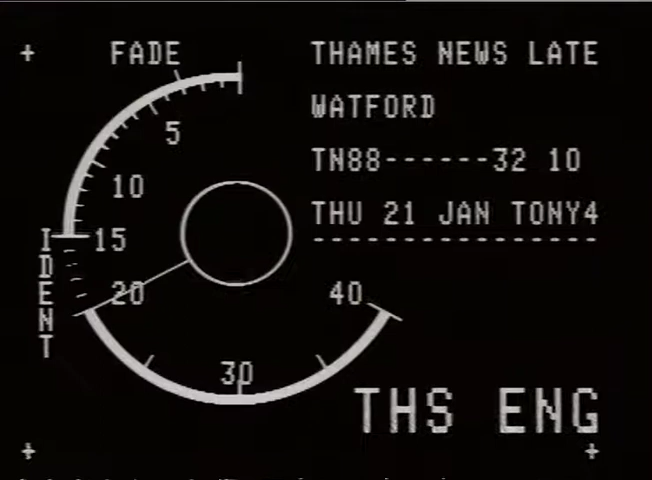 + FADE
THAMES NEWS LATE
WATFORD
TN88------32 10
THU 21 JAN TONY4
-----------------
5
10
15
IDENT
20
40
30
THS ENG
+ +